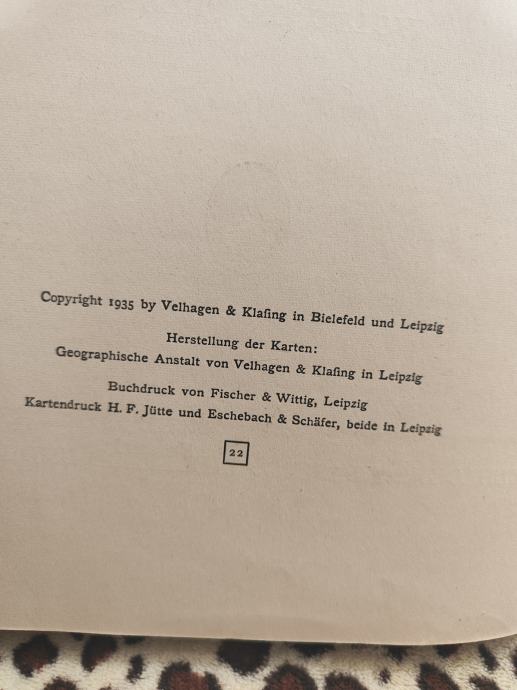 Copyright 1935 by Velhagen & Klaſing in Bielefeld und Leipzig
Herstellung der Karten:
Geographische Anstalt von Velhagen & Klaſing in Leipzig
Buchdruck von Fischer & Wittig, Leipzig
Kartendruck H. F. Jütte und Eschebach & Schäfer, beide in Leipzig
22